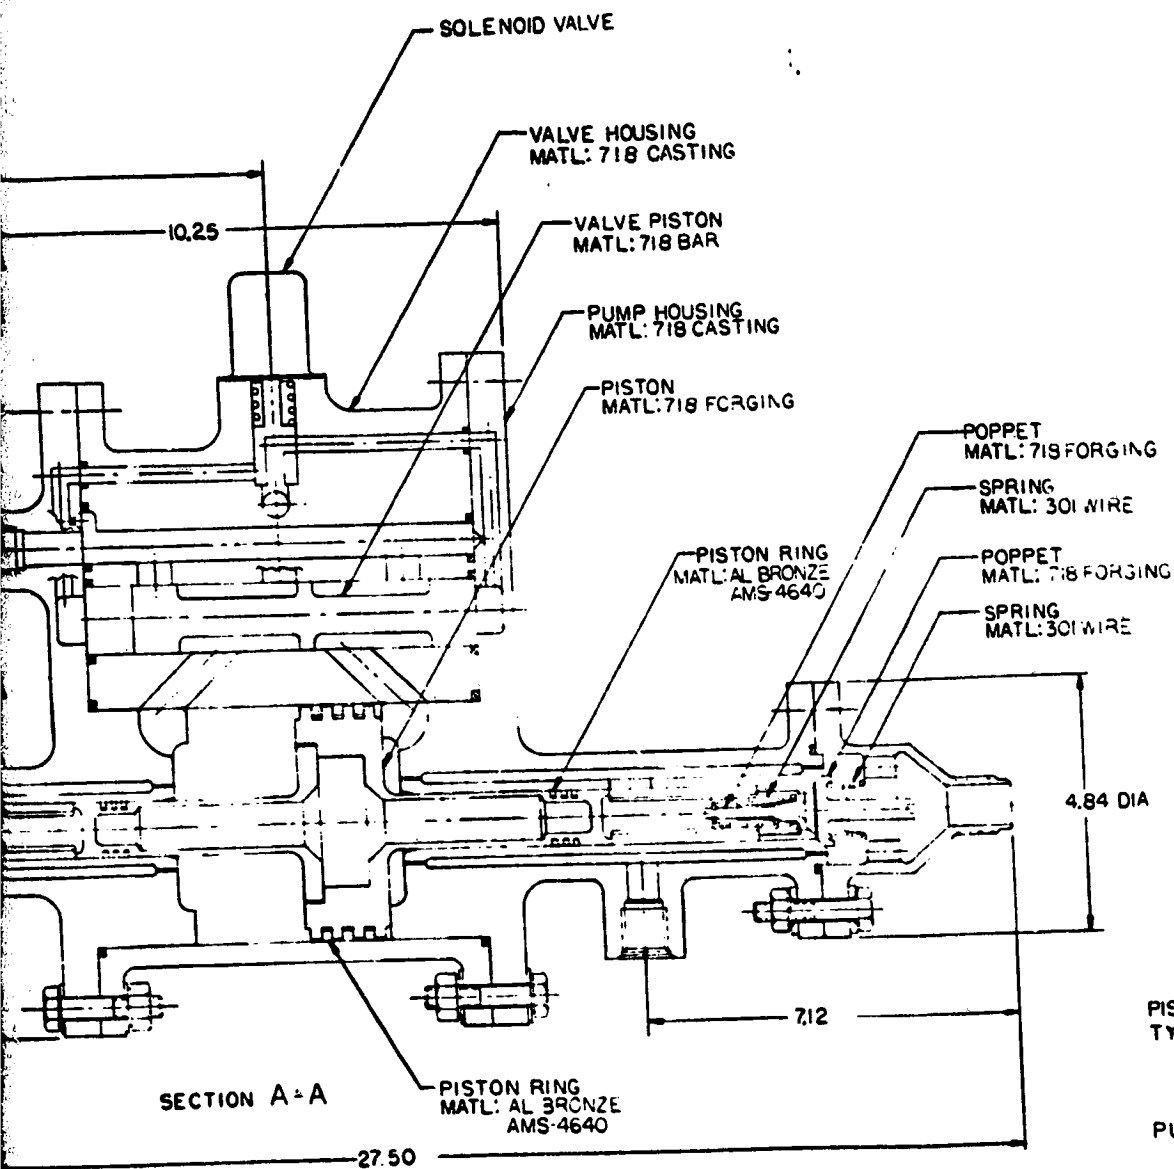 SOLENOID VALVE
VALVE HOUSING
MATL: 718 CASTING
10.25
VALVE PISTON
MATL: 718 BAR
PUMP HOUSING
MATL: 718 CASTING
PISTON
MATL: 718 FORGING
POPPET
MATL: 718 FORGING
SPRING
MATL: 301 WIRE
PISTON RING
MATL: AL BRONZE
AMS-4640
POPPET
MATL: 718 FORGING
SPRING
MATL: 301 WIRE
4.84 DIA
7.12
PIS
TY
SECTION A-A
PISTON RING
MATL: AL BRONZE
AMS-4640
PU
27.50